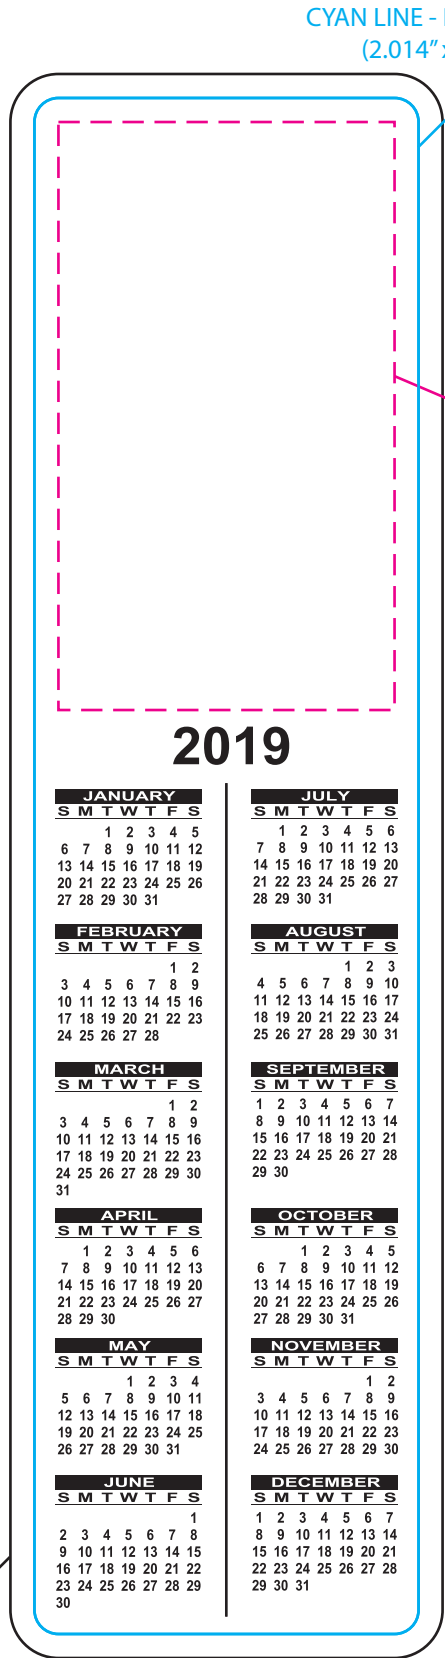 CYAN LINE -
(2.014"
2019
JANUARY
S M T W T F S
1 2 3 4 5
6 7 8 9 10 11 12
13 14 15 16 17 18 19
20 21 22 23 24 25 26
27 28 29 30 31
FEBRUARY
S M T W T F S
1 2
3 4 5 6 7 8 9
10 11 12 13 14 15 16
17 18 19 20 21 22 23
24 25 26 27 28
MARCH
S M T W T F S
1 2
3 4 5 6 7 8 9
10 11 12 13 14 15 16
17 18 19 20 21 22 23
24 25 26 27 28 29 30
31
APRIL
S M T W T F S
1 2 3 4 5 6
7 8 9 10 11 12 13
14 15 16 17 18 19 20
21 22 23 24 25 26 27
28 29 30
MAY
S M T W T F S
1 2 3 4
5 6 7 8 9 10 11
12 13 14 15 16 17 18
19 20 21 22 23 24 25
26 27 28 29 30 31
JUNE
S M T W T F S
1
2 3 4 5 6 7 8
9 10 11 12 13 14 15
16 17 18 19 20 21 22
23 24 25 26 27 28 29
30
JULY
S M T W T F S
1 2 3 4 5 6
7 8 9 10 11 12 13
14 15 16 17 18 19 20
21 22 23 24 25 26 27
28 29 30 31
AUGUST
S M T W T F S
1 2 3
4 5 6 7 8 9 10
11 12 13 14 15 16 17
18 19 20 21 22 23 24
25 26 27 28 29 30 31
SEPTEMBER
S M T W T F S
1 2 3 4 5 6 7
8 9 10 11 12 13 14
15 16 17 18 19 20 21
22 23 24 25 26 27 28
29 30
OCTOBER
S M T W T F S
1 2 3 4 5
6 7 8 9 10 11 12
13 14 15 16 17 18 19
20 21 22 23 24 25 26
27 28 29 30 31
NOVEMBER
S M T W T F S
1 2
3 4 5 6 7 8 9
10 11 12 13 14 15 16
17 18 19 20 21 22 23
24 25 26 27 28 29 30
DECEMBER
S M T W T F S
1 2 3 4 5 6 7
8 9 10 11 12 13 14
15 16 17 18 19 20 21
22 23 24 25 26 27 28
29 30 31